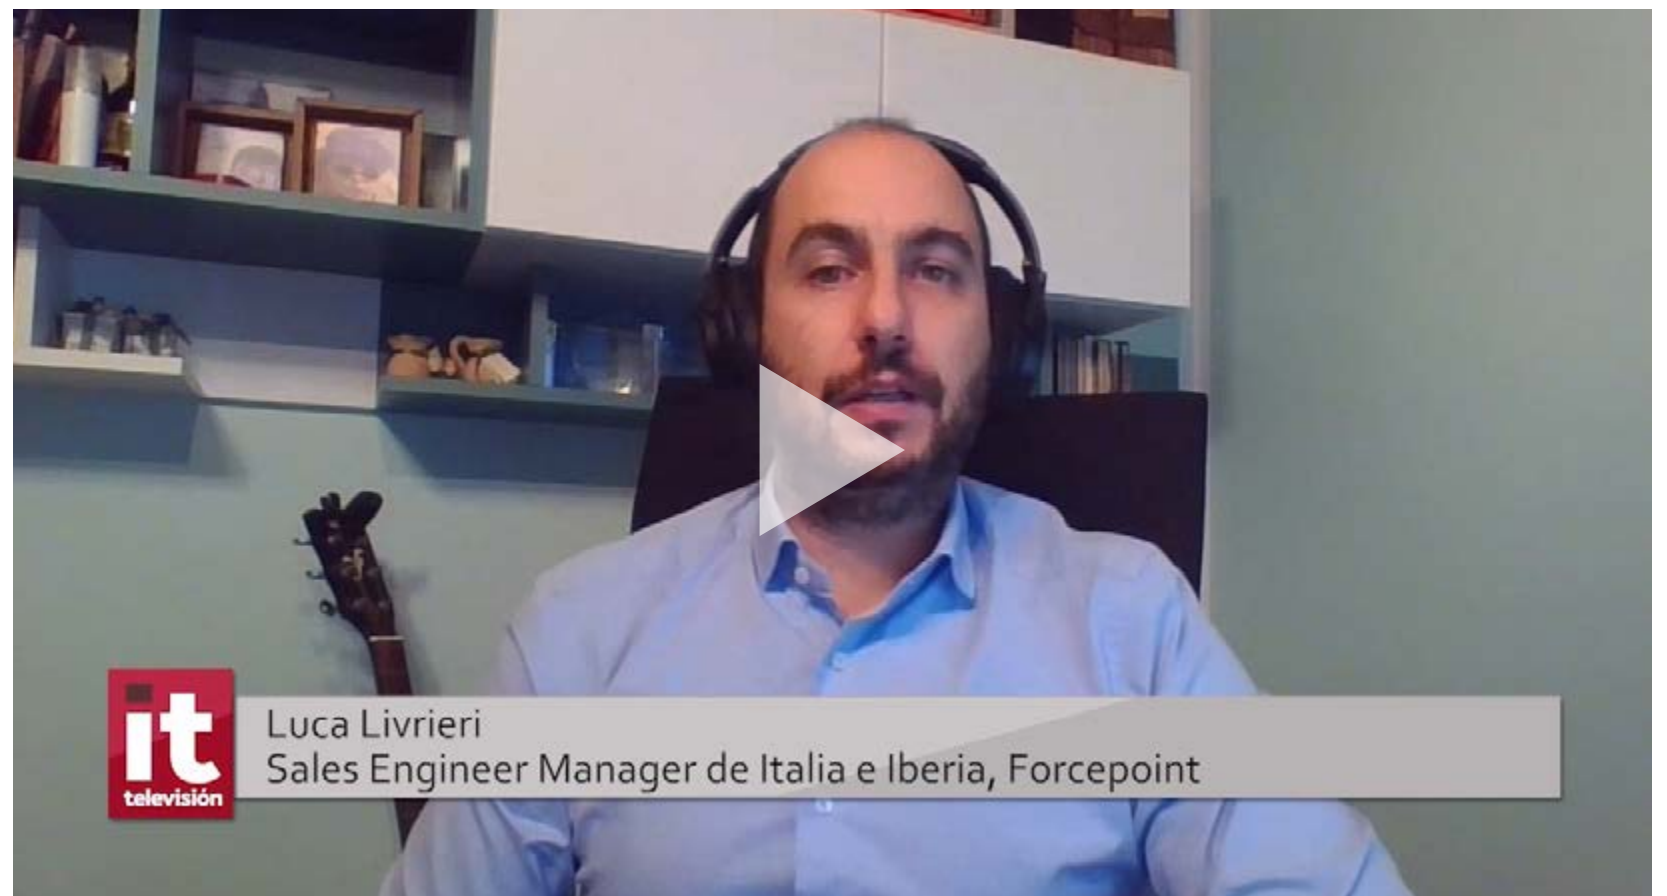 it
televisión
Luca Livrieri
Sales Engineer Manager de Italia e Iberia, Forcepoint